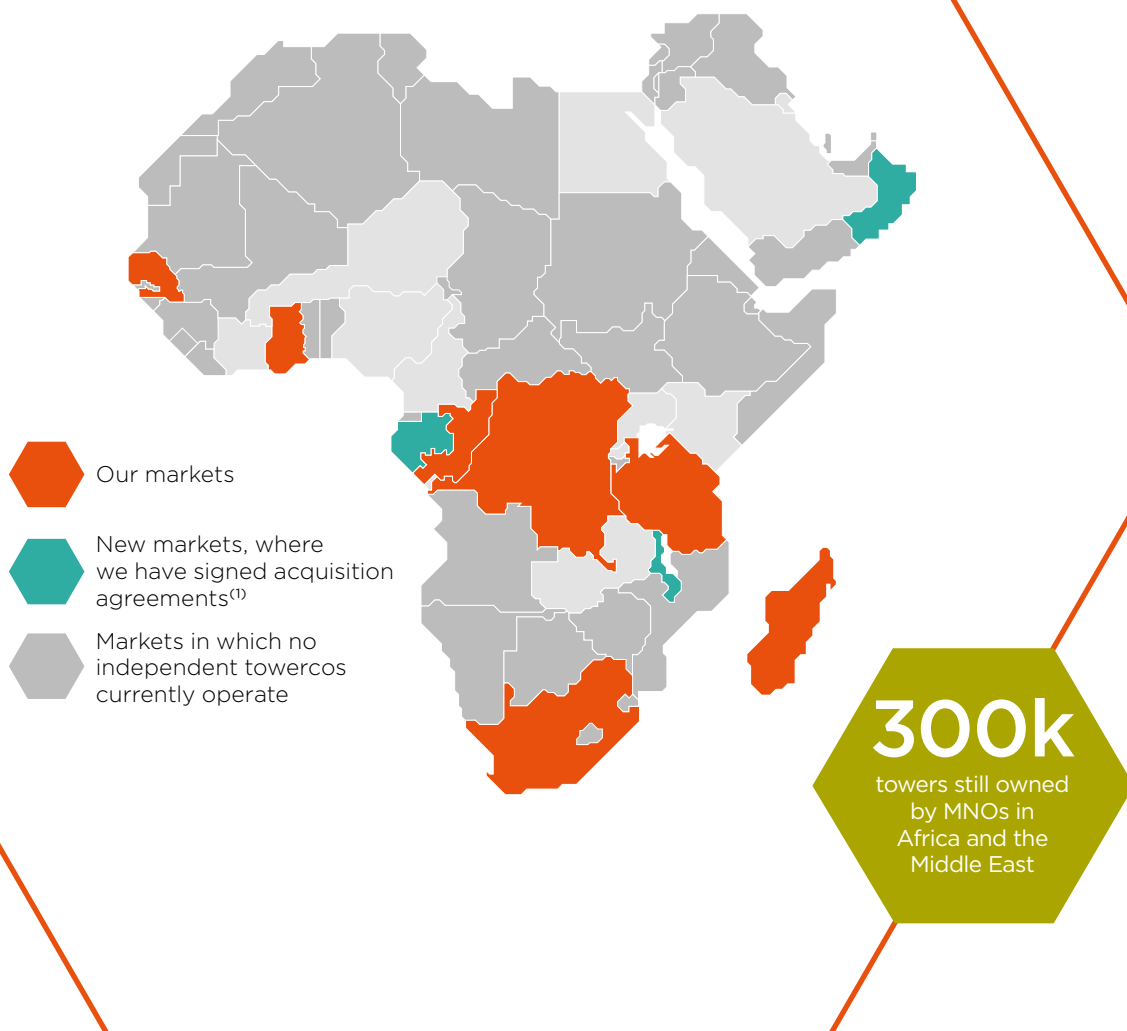 Our markets
New markets, where
we have signed acquisition
agreements⁽¹⁾
Markets in which no
independent towercos
currently operate
300k
towers still owned
by MNOs in
Africa and the
Middle East